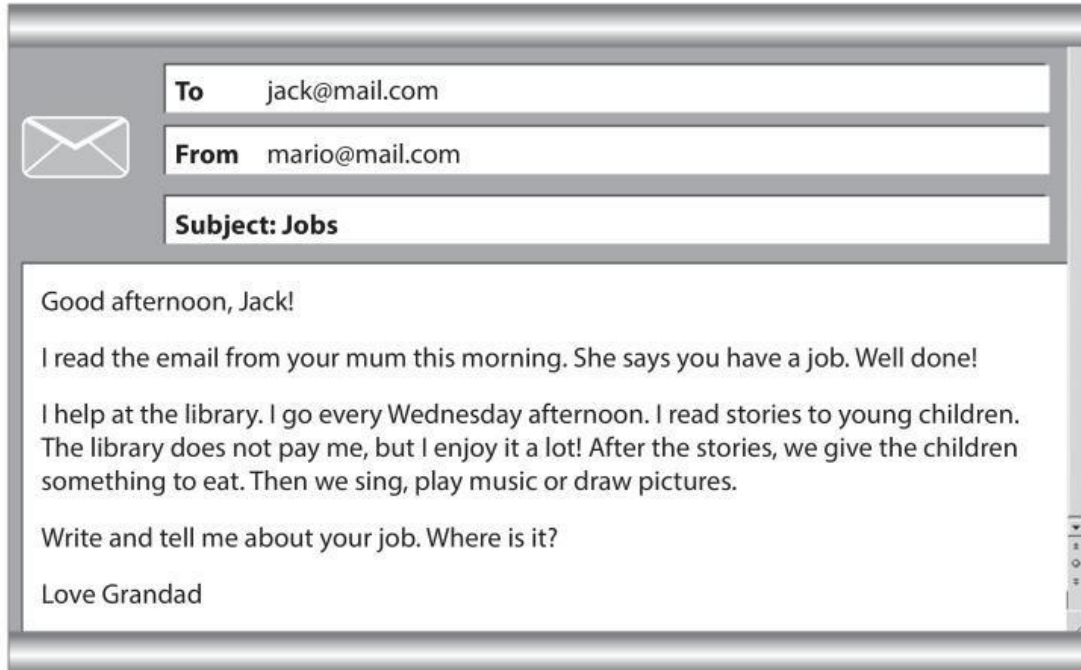 To jack@mail.com
From mario@mail.com
Subject: Jobs
Good afternoon, Jack!
I read the email from your mum this morning. She says you have a job. Well done!
I help at the library. I go every Wednesday afternoon. I read stories to young children.
The library does not pay me, but I enjoy it a lot! After the stories, we give the children
something to eat. Then we sing, play music or draw pictures.
Write and tell me about your job. Where is it?
Love Grandad